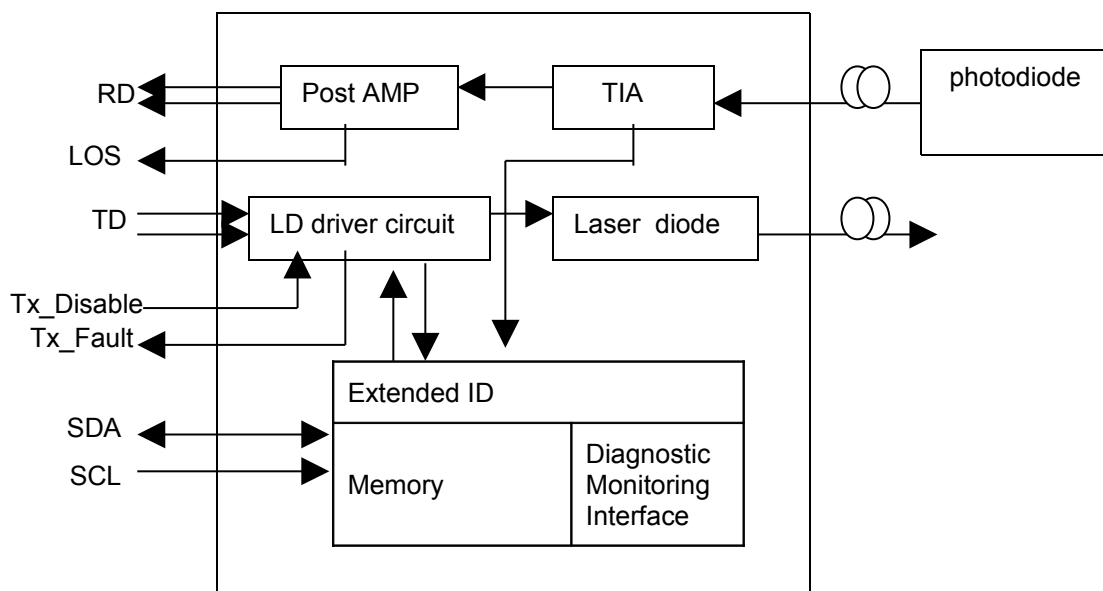 photodiode
RD
Post AMP
TIA
LOS
TD
LD driver circuit
Laser diode
Tx_Disable
Tx_Fault
Extended ID
SDA
SCL
Memory
Diagnostic
Monitoring
Interface